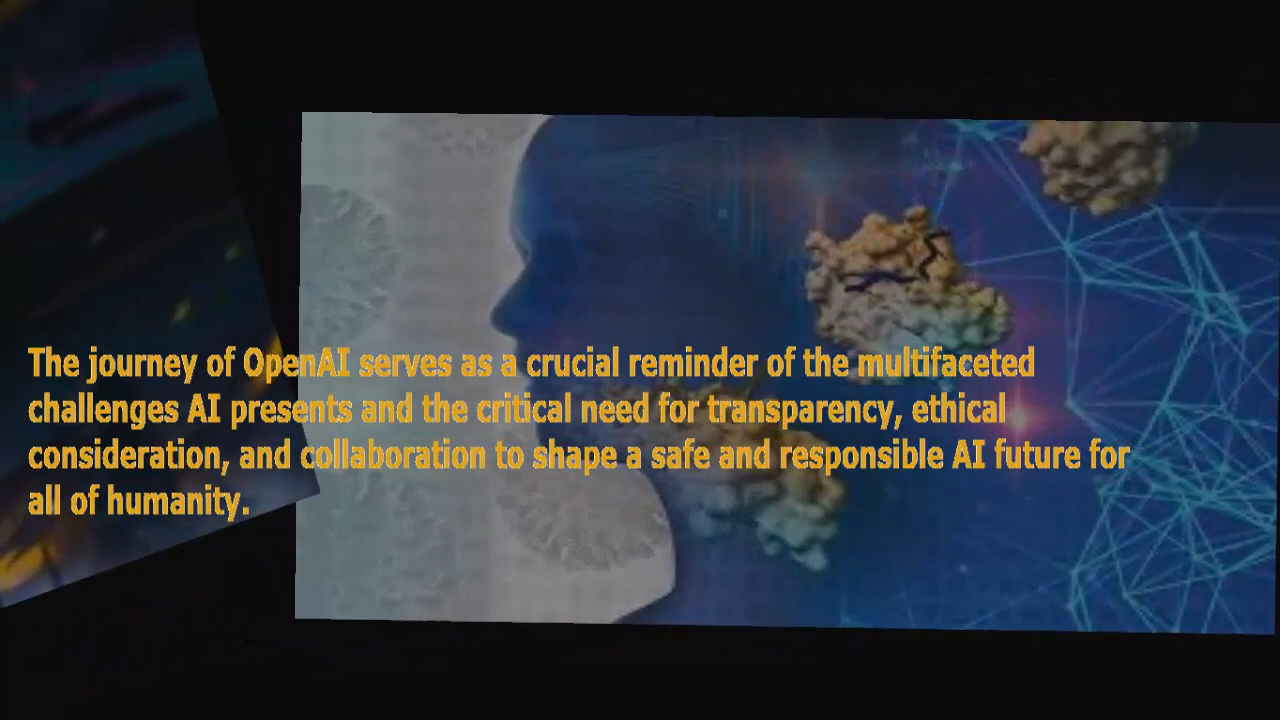 The journey of OpenAI serves as a crucial reminder of the multifaceted
challenges AI presents and the critical need for transparency, ethical
consideration, and collaboration to shape a safe and responsible AI future for
all of humanity.